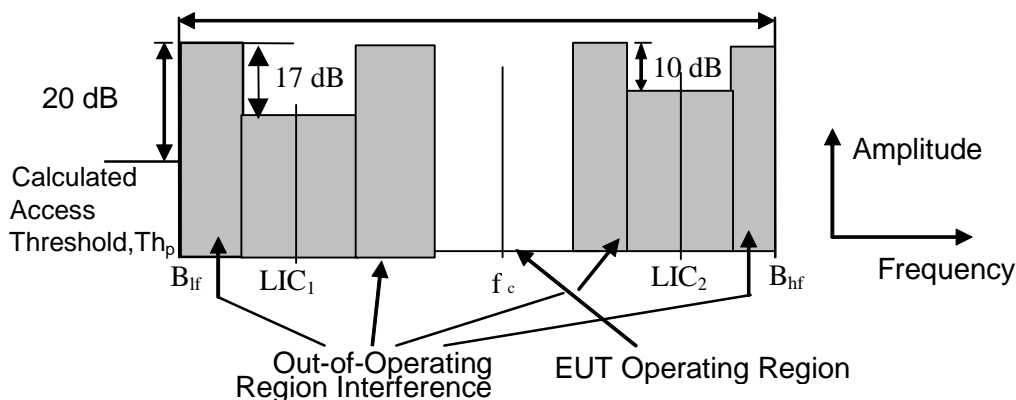 17 dB
10 dB
20 dB
Amplitude
Calculated
Access
Threshold,Thp
Frequency
Blf
LIC1
f c
LIC2
Bhf
Out-of-Operating
Region Interference
EUT Operating Region